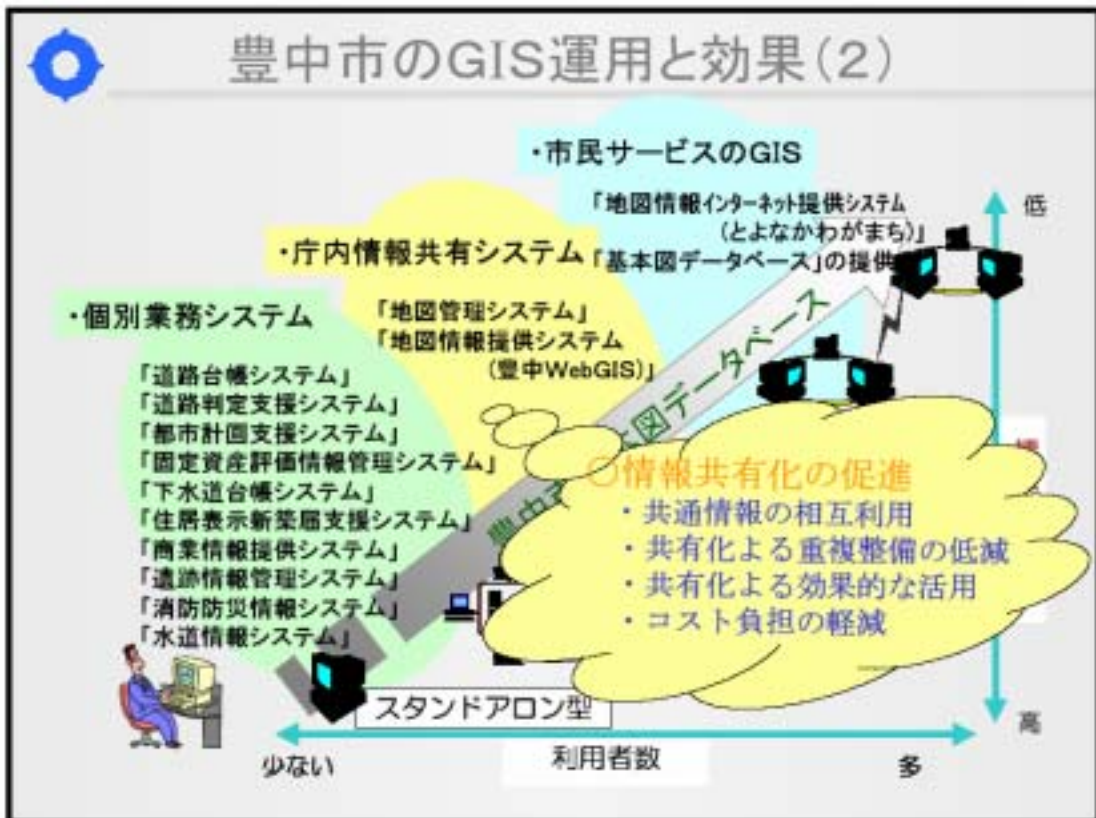 豊中市のGIS運用と効果(2)
・市民サービスのGIS
「地図情報インターネット提供システム
(とよなかわがまち)」
「基本図データベース」の提供
・庁内情報共有システム
「地図管理システム」
「地図情報提供システム
(豊中WebGIS)」
・個別業務システム
「道路台帳システム」
「道路判定支援システム」
「都市計画支援システム」
「固定資産評価情報管理システム」
「下水道台帳システム」
「住居表示新築届支援システム」
「商業情報提供システム」
「遺跡情報管理システム」
「消防防災情報システム」
「水道情報システム」
図データベース
豊中
〇情報共有化の促進
・共通情報の相互利用
・共有化よる重複整備の低減
・共有化よる効果的な活用
・コスト負担の軽減
スタンドアロン型
低
高
少ない
利用者数
多